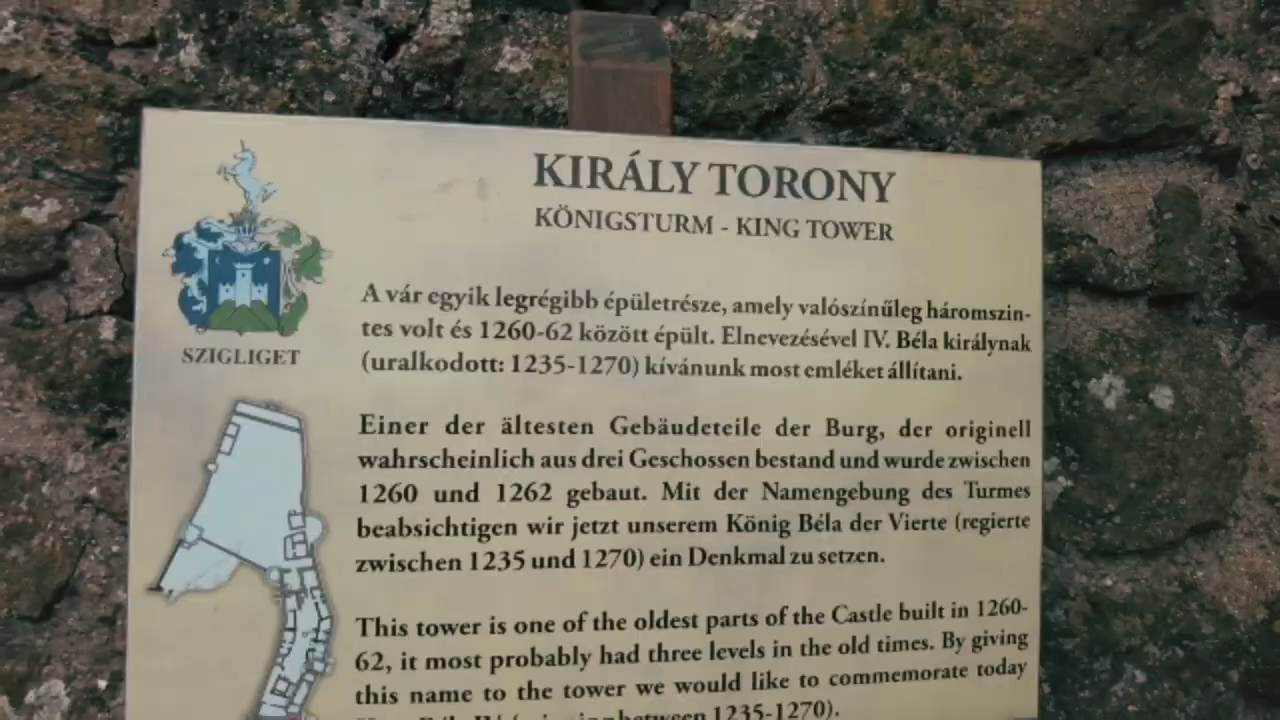 KIRÁLY TORONY
KÖNIGSTURM - KING TOWER
SZIGLIGET
A vár egyik legrégibb épületrésze, amely valószínűleg háromszin-
tes volt és 1260-62 között épült. Elnevezésével IV. Béla királynak
(uralkodott: 1235-1270) kívánunk most emléket állítani.
Einer der ältesten Gebäudeteile der Burg, der originell
wahrscheinlich aus drei Geschossen bestand und wurde zwischen
1260 und 1262 gebaut. Mit der Namengebung des Turmes
beabsichtigen wir jetzt unserem König Béla der Vierte (regierte
zwischen 1235 und 1270) ein Denkmal zu setzen.
This tower is one of the oldest parts of the Castle built in 1260-
62, it most probably had three levels in the old times. By giving
this name to the tower we would like to commemorate today
between 1235-1270).